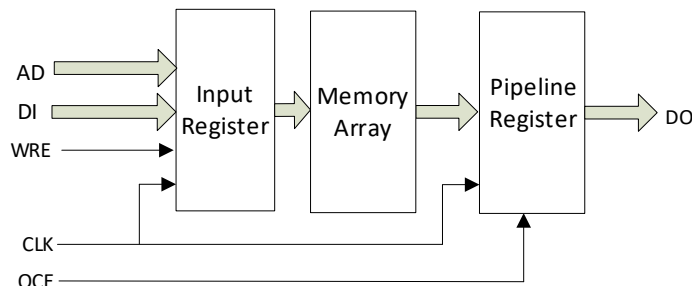 AD
DI
WRE
CLK
OCE
Input
Register
Memory
Array
Pipeline
Register
DO